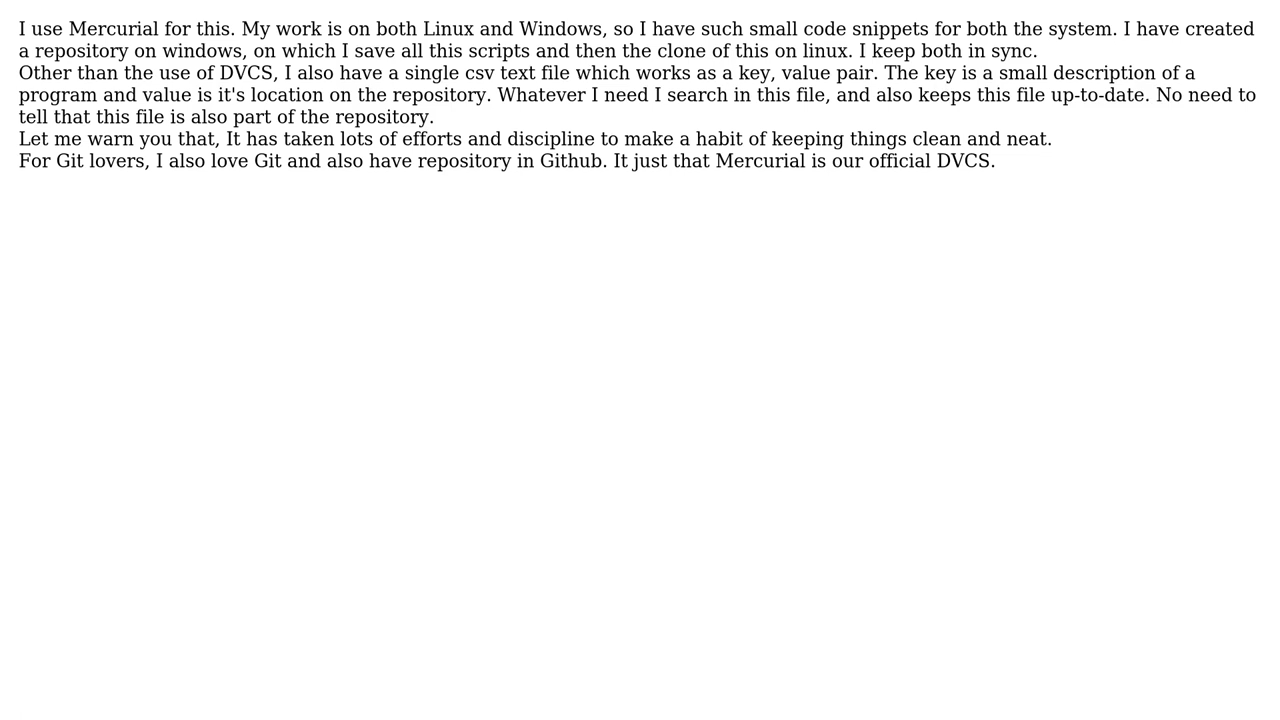 I use Mercurial for this. My work is on both Linux and Windows, so I have such small code snippets for both the system. I have created
a repository on windows, on which I save all this scripts and then the clone of this on linux. I keep both in sync.
Other than the use of DVCS, I also have a single csv text file which works as a key, value pair. The key is a small description of a
program and value is it's location on the repository. Whatever I need I search in this file, and also keeps this file up-to-date. No need to
tell that this file is also part of the repository.
Let me warn you that, It has taken lots of efforts and discipline to make a habit of keeping things clean and neat.
For Git lovers, I also love Git and also have repository in Github. It just that Mercurial is our official DVCS.